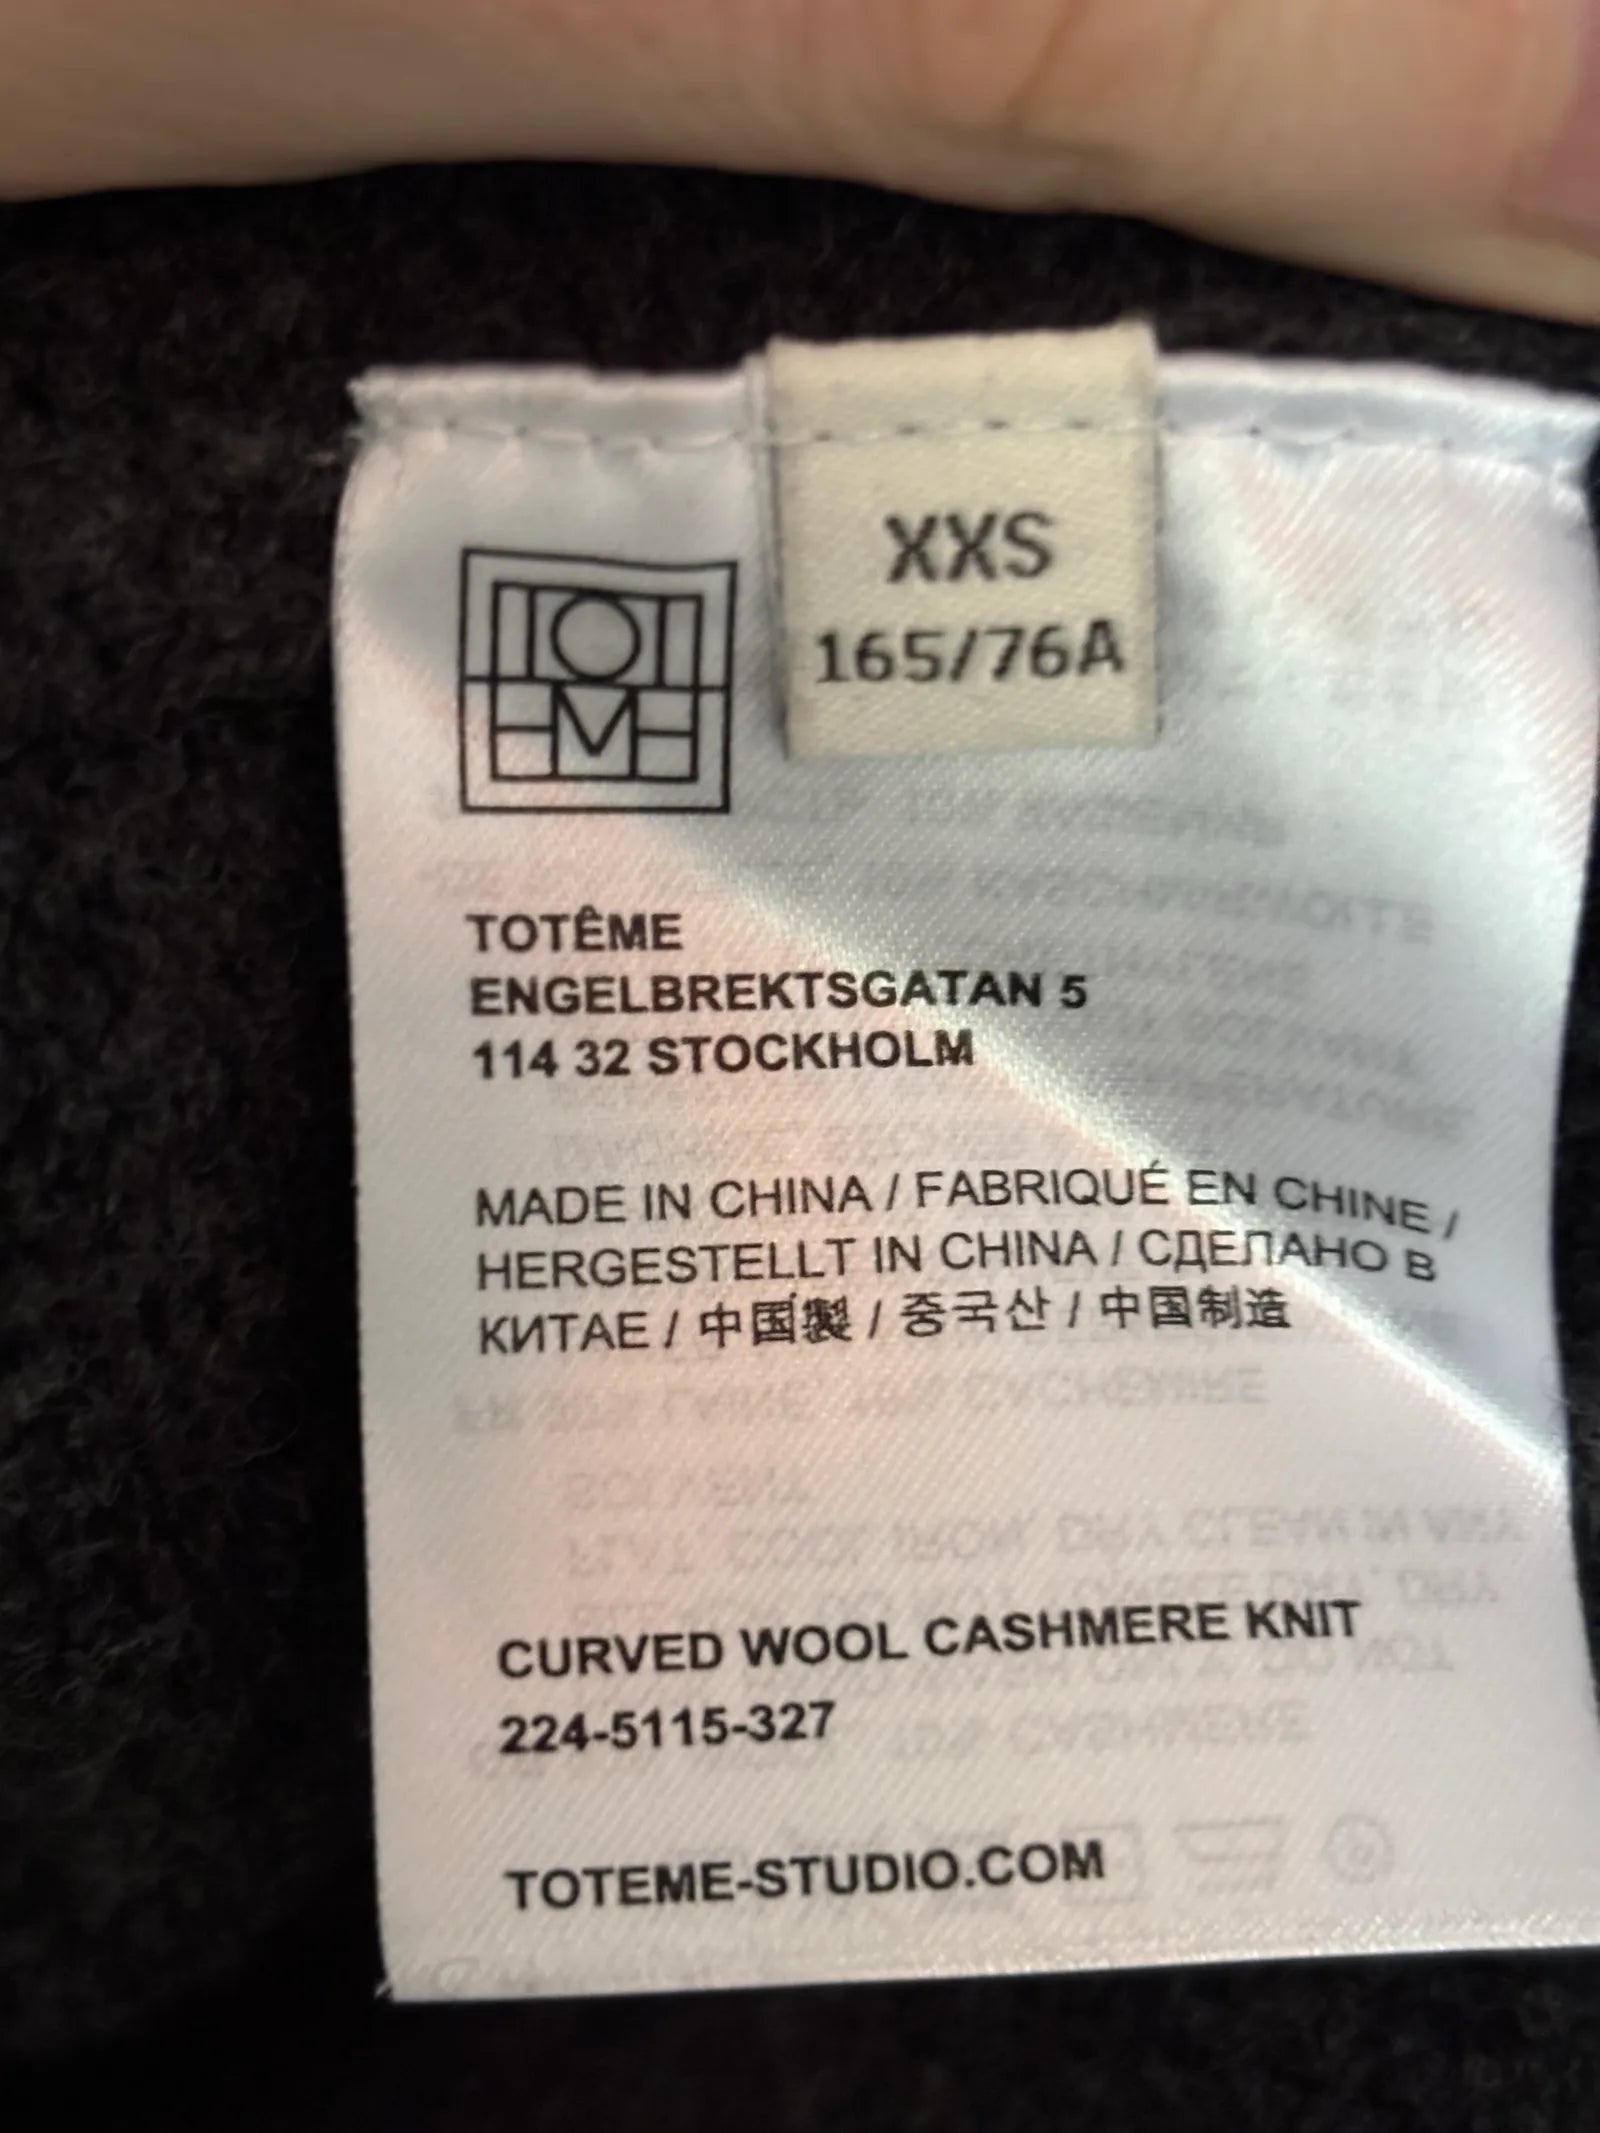 XXS
165/76A
TOTÊME
ENGELBREKTSGATAN 5
114 32 STOCKHOLM
MADE IN CHINA / FABRIQUÉ EN CHINE /
HERGESTELLT IN CHINA / СДЕЛАНО В
КИТАЕ / 中国製 / 중국산 / 中国制造
CURVED WOOL CASHMERE KNIT
224-5115-327
TOTEME-STUDIO.COM